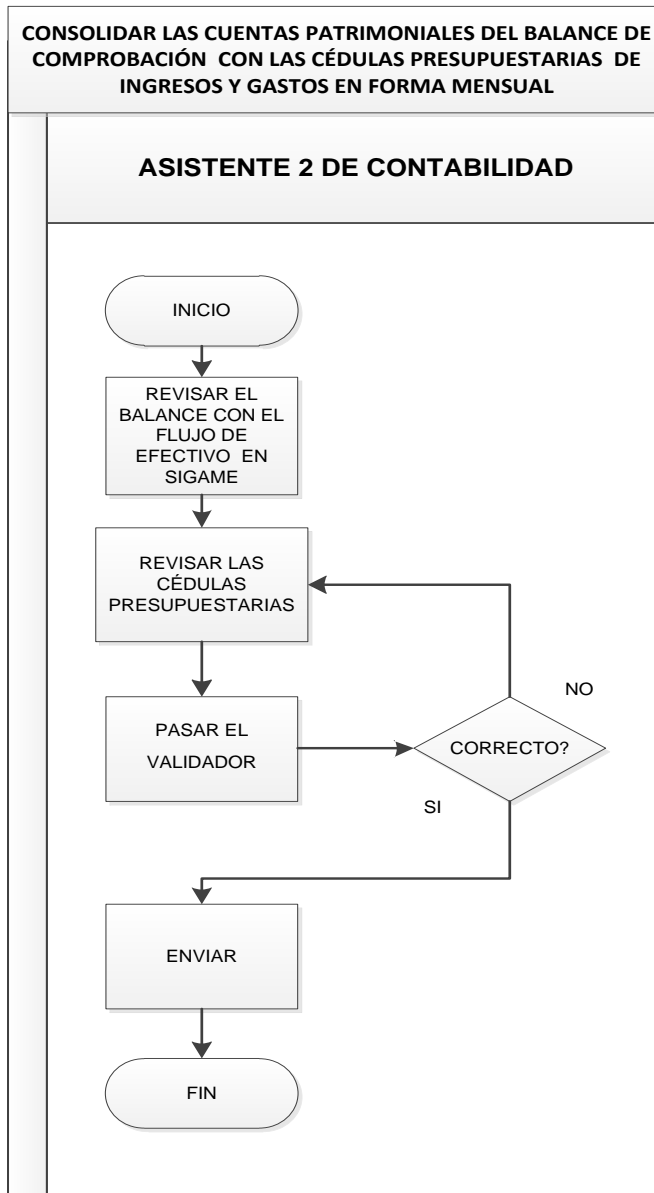 CONSOLIDAR LAS CUENTAS PATRIMONIALES DEL BALANCE DE
COMPROBACIÓN CON LAS CÉDULAS PRESUPUESTARIAS DE
INGRESOS Y GASTOS EN FORMA MENSUAL
ASISTENTE 2 DE CONTABILIDAD
INICIO
REVISAR EL
BALANCE CON EL
FLUJO DE
EFECTIVO EN
SIGAME
REVISAR LAS
CÉDULAS
PRESUPUESTARIAS
PASAR EL
VALIDADOR
CORRECTO?
NO
SI
ENVIAR
FIN